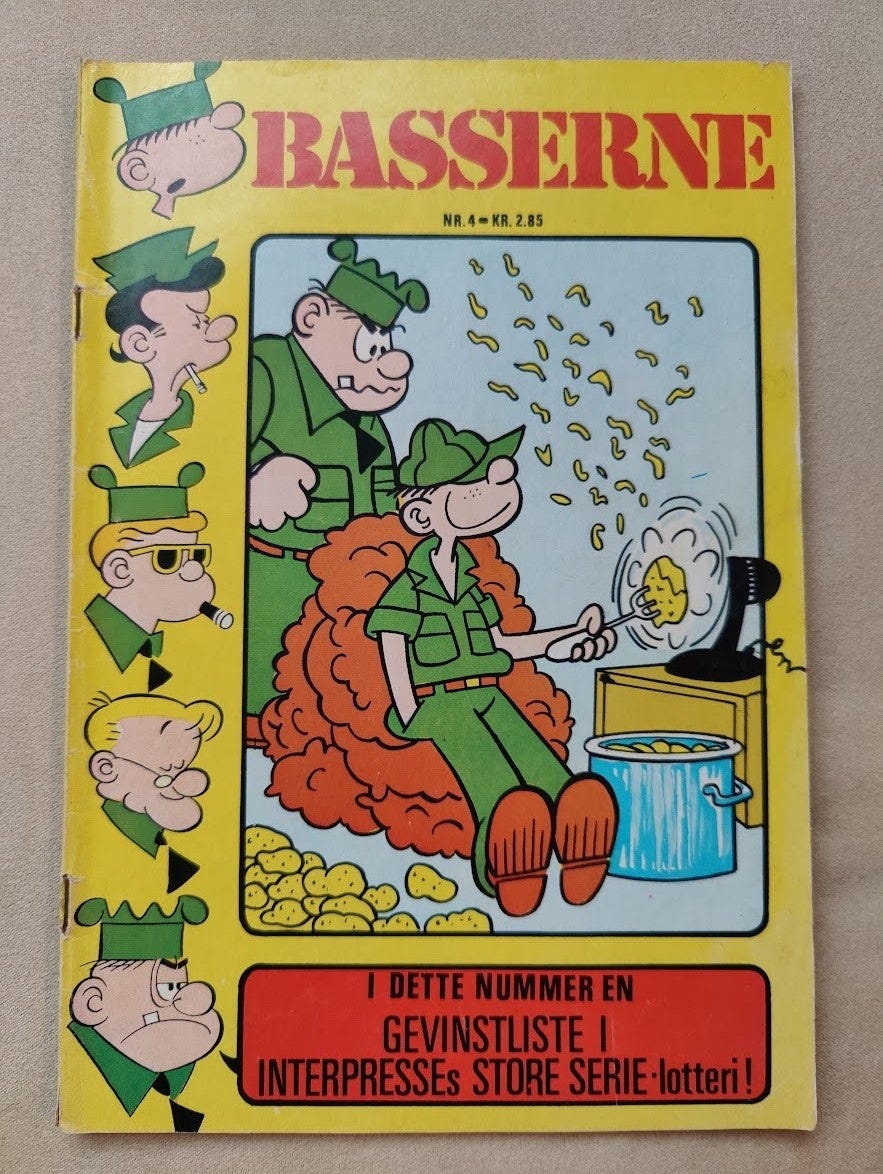 BASSERNE
NR. 4 - KR. 2.85
I DETTE NUMMER EN
GEVINSTLISTE I
INTERPRESSEs STORE SERIE-lotteri!